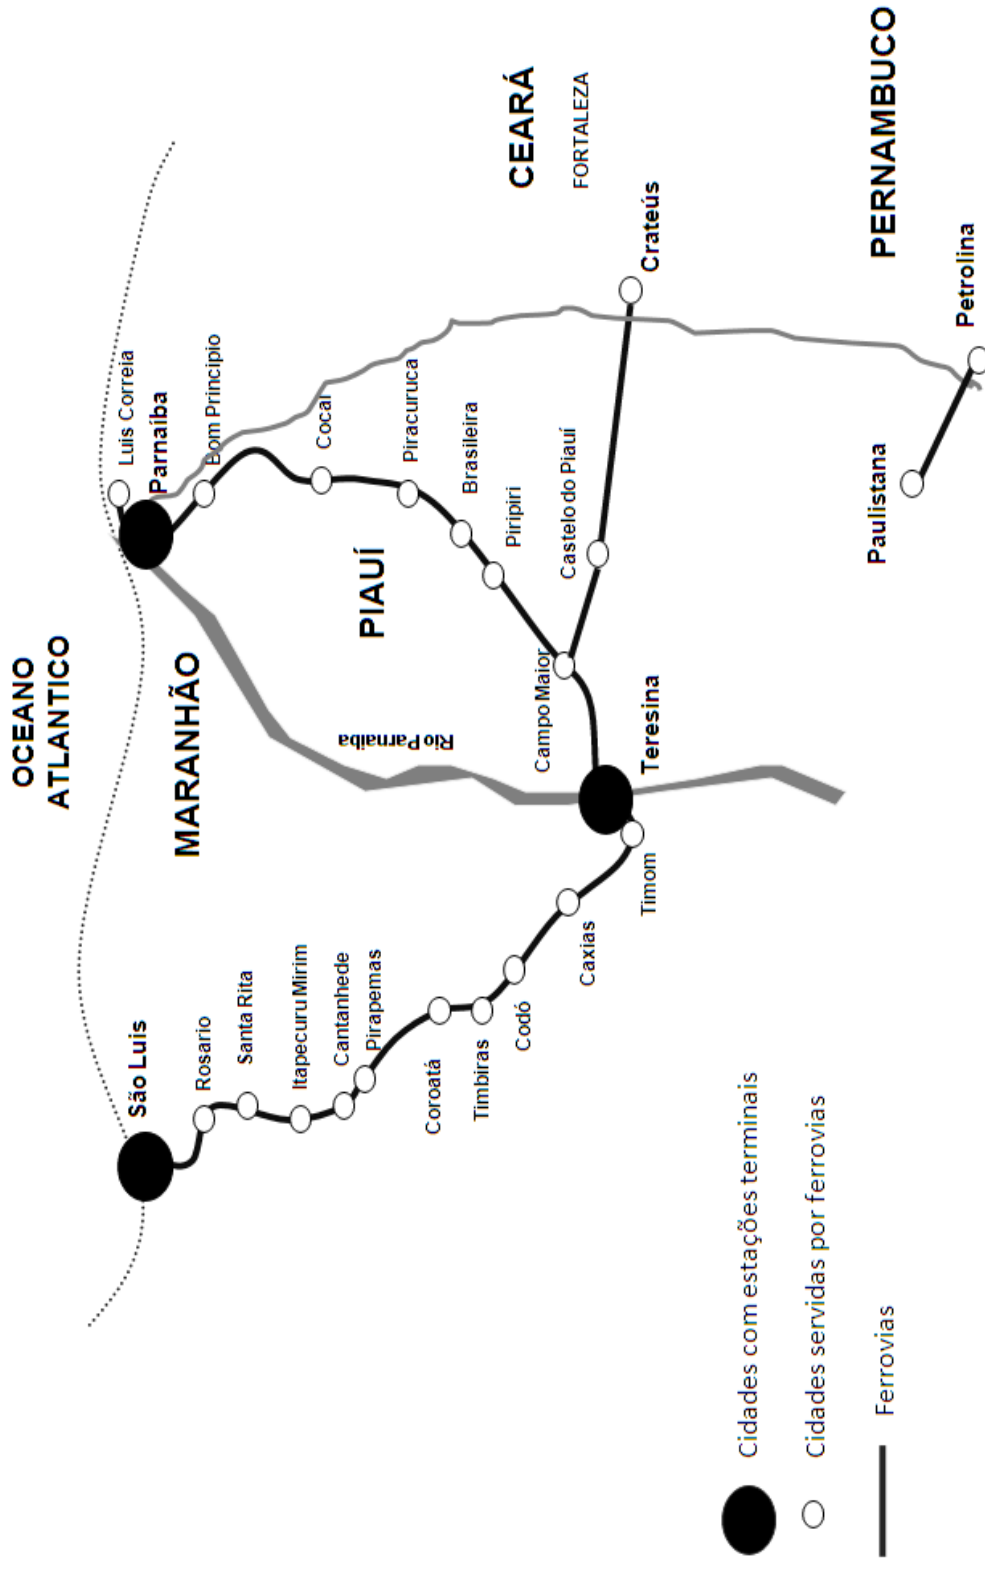 OCEANO
ATLANTICO
São Luis
Rosario
Santa Rita
Itapecuru Mirim
Cantanhede
Pirapemas
Coroatá
Timbiras
Codó
Caxias
Timom
MARANHÃO
Rio Parnaiba
Teresina
Campo Maior
PIAUÍ
Luis Correia
Parnaíba
Bom Principio
Cocal
Piracuruca
Brasileira
Piripiri
Castelo do Piauí
Crateús
CEARÁ
FORTALEZA
PERNAMBUCO
Paulistana
Petrolina
Cidades com estações terminais
Cidades servidas por ferrovias
Ferrovias